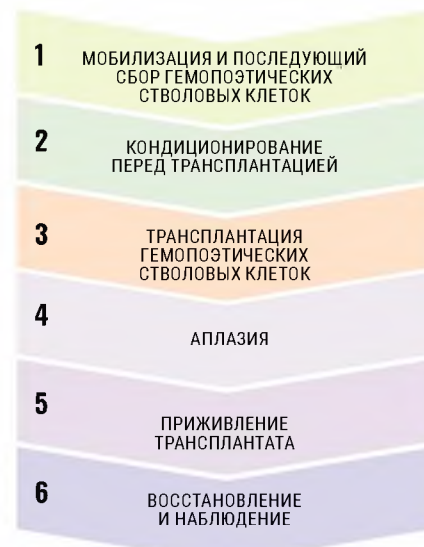 1
МОБИЛИЗАЦИЯ И ПОСЛЕДУЮЩИЙ
СБОР ГЕМОПОЭТИЧЕСКИХ
СТВОЛОВЫХ КЛЕТОК
2
КОНДИЦИОНИРОВАНИЕ
ПЕРЕД ТРАНСПЛАНТАЦИЕЙ
3
ТРАНСПЛАНТАЦИЯ
ГЕМОПОЭТИЧЕСКИХ
СТВОЛОВЫХ КЛЕТОК
4
АПЛАЗИЯ
5
ПРИЖИВЛЕНИЕ
ТРАНСПЛАНТАТА
6
ВОССТАНОВЛЕНИЕ
И НАБЛЮДЕНИЕ